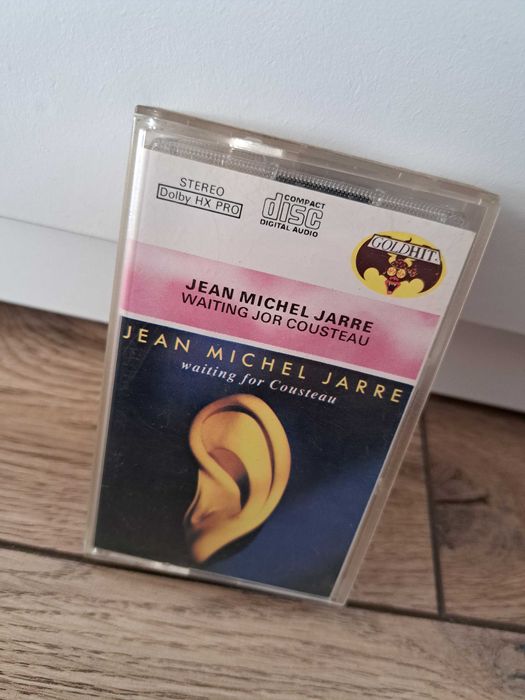 STEREO
Dolby HX PRO
COMPACT
disc
DIGITAL AUDIO
GOLDHIT
JEAN MICHEL JARRE
WAITING JOR COUSTEAU
JEAN MICHEL JARRE
waiting for Cousteau